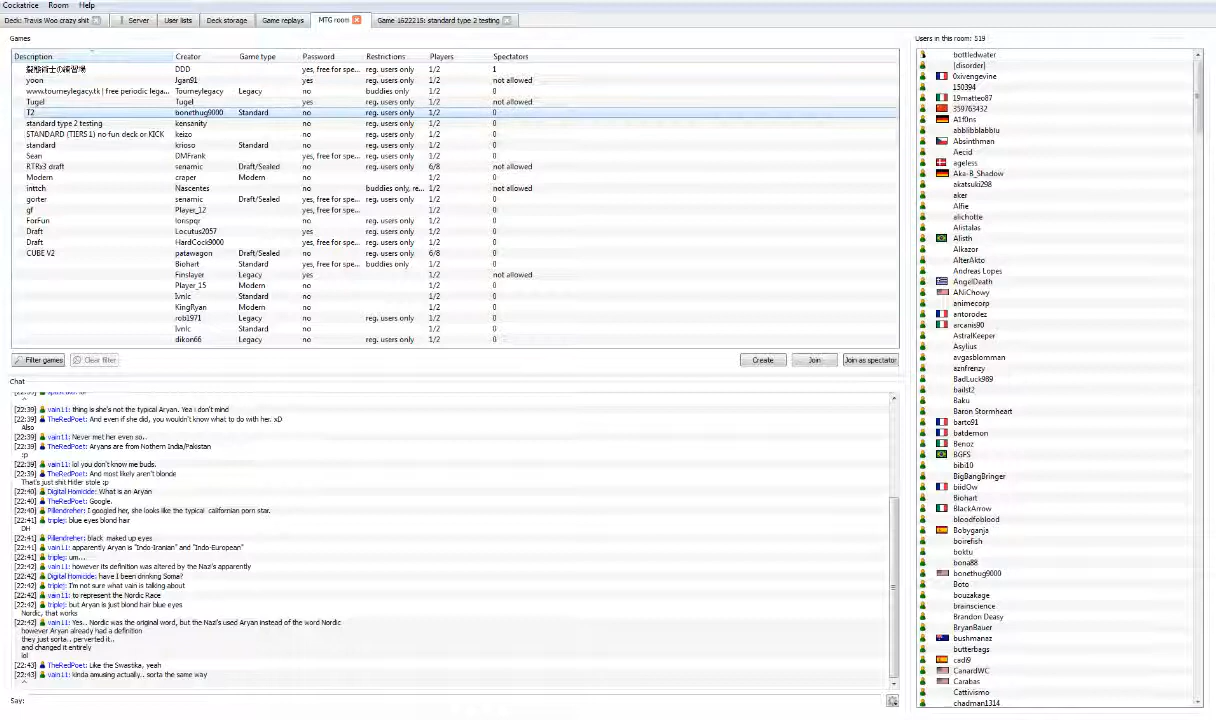 Cockatrice Room Help
Deck: Travis Woo crazy shit Server User lists Deck storage Game replays MTG room Game 1622215: standard type 2 testing
Games
Description Creator Game type Password Restrictions Players Spectators
DDD yes, free for spe... reg. users only 1/2 1
yoon Jgan91 yes reg. users only 1/2 not allowed
www.tourneylegacy.tk | free periodic lega... Tourneylegacy Legacy no buddies only 1/2 0
Tugel Tugel yes reg. users only 1/2 not allowed
T2 bonethug9000 Standard no reg. users only 1/2 0
standard type 2 testing kensanity no reg. users only 1/2 0
STANDARD (TIERS 1) no fun deck or KICK keizo no reg. users only 1/2 0
standard krioso Standard no reg. users only 1/2 0
Sean DMFrank yes, free for spe... reg. users only 1/2 0
RTRx3 draft senamic Draft/Sealed no reg. users only 6/8 not allowed
Modern craper Modern no 1/2 0
inttch Nascentes no buddies only, re... 1/2 not allowed
gorter senamic Draft/Sealed yes, free for spe... reg. users only 1/2 0
gf Player_12 yes, free for spe... 1/2 0
ForFun lonspqr no reg. users only 1/2 0
Draft Locutus2057 yes reg. users only 1/2 0
Draft HardCock9000 yes, free for spe... reg. users only 1/2 0
CUBE V2 patawagon Draft/Sealed no reg. users only 6/8 0
Biohart Standard yes, free for spe... buddies only 1/2 0
Finslayer Legacy yes 1/2 not allowed
Player_15 Modern no 1/2 0
Ivnlc Standard no 1/2 0
KingRyan Modern no 1/2 0
rob1971 Legacy no reg. users only 1/2 0
Ivnlc Standard no 1/2 0
dikon66 Legacy no reg. users only 1/2 0
Filter games Clear filter Create Join Join as spectator
Chat
^
[22:39] vain11: thing is she's not the typical Aryan. Yea i don't mind
[22:39] TheRedPoet: And even if she did, you wouldn't know what to do with her. xD
Also
[22:39] vain11: Never met her even so..
[22:39] TheRedPoet: Aryans are from Nothern India/Pakistan
:p
[22:39] vain11: lol you don't know me buds.
[22:39] TheRedPoet: And most likely aren't blonde
That's just shit Hitler stole :p
[22:40] Digital Homicide: What is an Aryan
[22:40] TheRedPoet: Google.
[22:40] Pillendreher: I googled her, she looks like the typical californian porn star.
[22:41] triplej: blue eyes blond hair
DH
[22:41] Pillendreher: black made up eyes
[22:41] vain11: apparently Aryan is "Indo-Iranian" and "Indo-European"
[22:41] triplej: um...
[22:42] vain11: however its definition was altered by the Nazi's apparently
[22:42] Digital Homicide: have I been drinking Soma?
[22:42] triplej: I'm not sure what vain is talking about
[22:42] vain11: to represent the Nordic Race
[22:42] triplej: but Aryan is just blond hair blue eyes
Nordic, that works
[22:42] vain11: Yes.. Nordic was the original word, but the Nazi's used Aryan instead of the word Nordic
however Aryan already had a definition
they just sorta.. perverted it..
and changed it entirely
lol
[22:43] TheRedPoet: Like the Swastika, yeah
[22:43] vain11: kinda amusing actually.. sorta the same way
^
Say:
Users in this room: 519
bottledwater
[disorder]
0xivengevine
150394
19matteo87
359763432
A1f0ns
abbliblablibiu
Absinthman
Aecid
ageless
Aka-B_Shadow
akatsuki298
aker
Alfie
alichotte
Alistalas
Alisth
Alkazor
AlterAkto
Andreas Lopes
AngelDeath
ANiChowy
animecorp
antorodez
arcanis90
AstralKeeper
Asylius
avgasblomman
aznfrenzy
BadLuck989
bailst2
Baku
Baron Stormheart
barto91
batdemon
Benoz
BGFS
bibi10
BigBangBringer
biidOw
Biohart
BlackArrow
bloodfoblood
Bobyganja
boirefish
boktu
bona88
bonethug9000
Boto
bouzakage
brainscience
Brandon Deasy
BryanBauer
bushmanaz
butterbags
cadi9
CanardWC
Carabas
Cattivismo
chadman1314